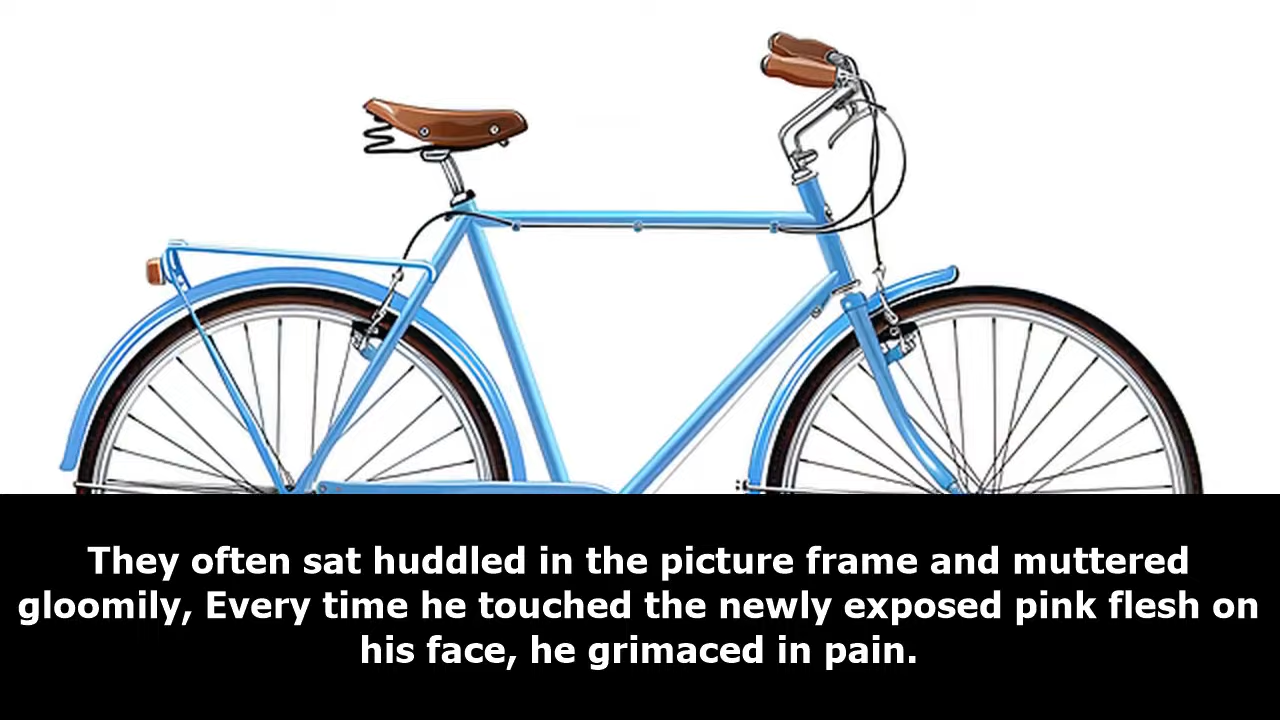 They often sat huddled in the picture frame and muttered
gloomily, Every time he touched the newly exposed pink flesh on
his face, he grimaced in pain.